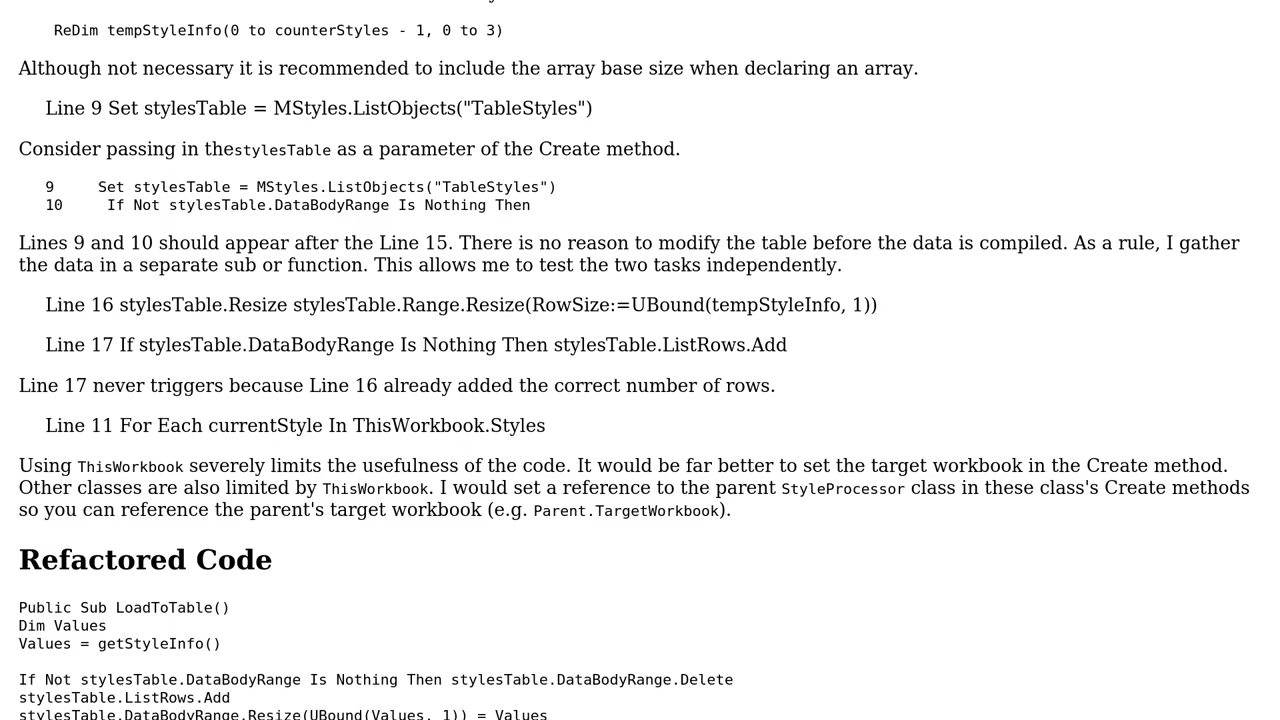 ReDim tempStyleInfo(0 to counterStyles - 1, 0 to 3)
Although not necessary it is recommended to include the array base size when declaring an array.
Line 9 Set stylesTable = MStyles.ListObjects("TableStyles")
Consider passing in thestylesTable as a parameter of the Create method.
9     Set stylesTable = MStyles.ListObjects("TableStyles")
10     If Not stylesTable.DataBodyRange Is Nothing Then
Lines 9 and 10 should appear after the Line 15. There is no reason to modify the table before the data is compiled. As a rule, I gather
the data in a separate sub or function. This allows me to test the two tasks independently.
Line 16 stylesTable.Resize stylesTable.Range.Resize(RowSize:=UBound(tempStyleInfo, 1))
Line 17 If stylesTable.DataBodyRange Is Nothing Then stylesTable.ListRows.Add
Line 17 never triggers because Line 16 already added the correct number of rows.
Line 11 For Each currentStyle In ThisWorkbook.Styles
Using ThisWorkbook severely limits the usefulness of the code. It would be far better to set the target workbook in the Create method.
Other classes are also limited by ThisWorkbook. I would set a reference to the parent StyleProcessor class in these class's Create methods
so you can reference the parent's target workbook (e.g. Parent.TargetWorkbook).
Refactored Code
Public Sub LoadToTable()
Dim Values
Values = getStyleInfo()
If Not stylesTable.DataBodyRange Is Nothing Then stylesTable.DataBodyRange.Delete
stylesTable.ListRows.Add
stylesTable.DataBodyRange.Resize(UBound(Values, 1)) = Values